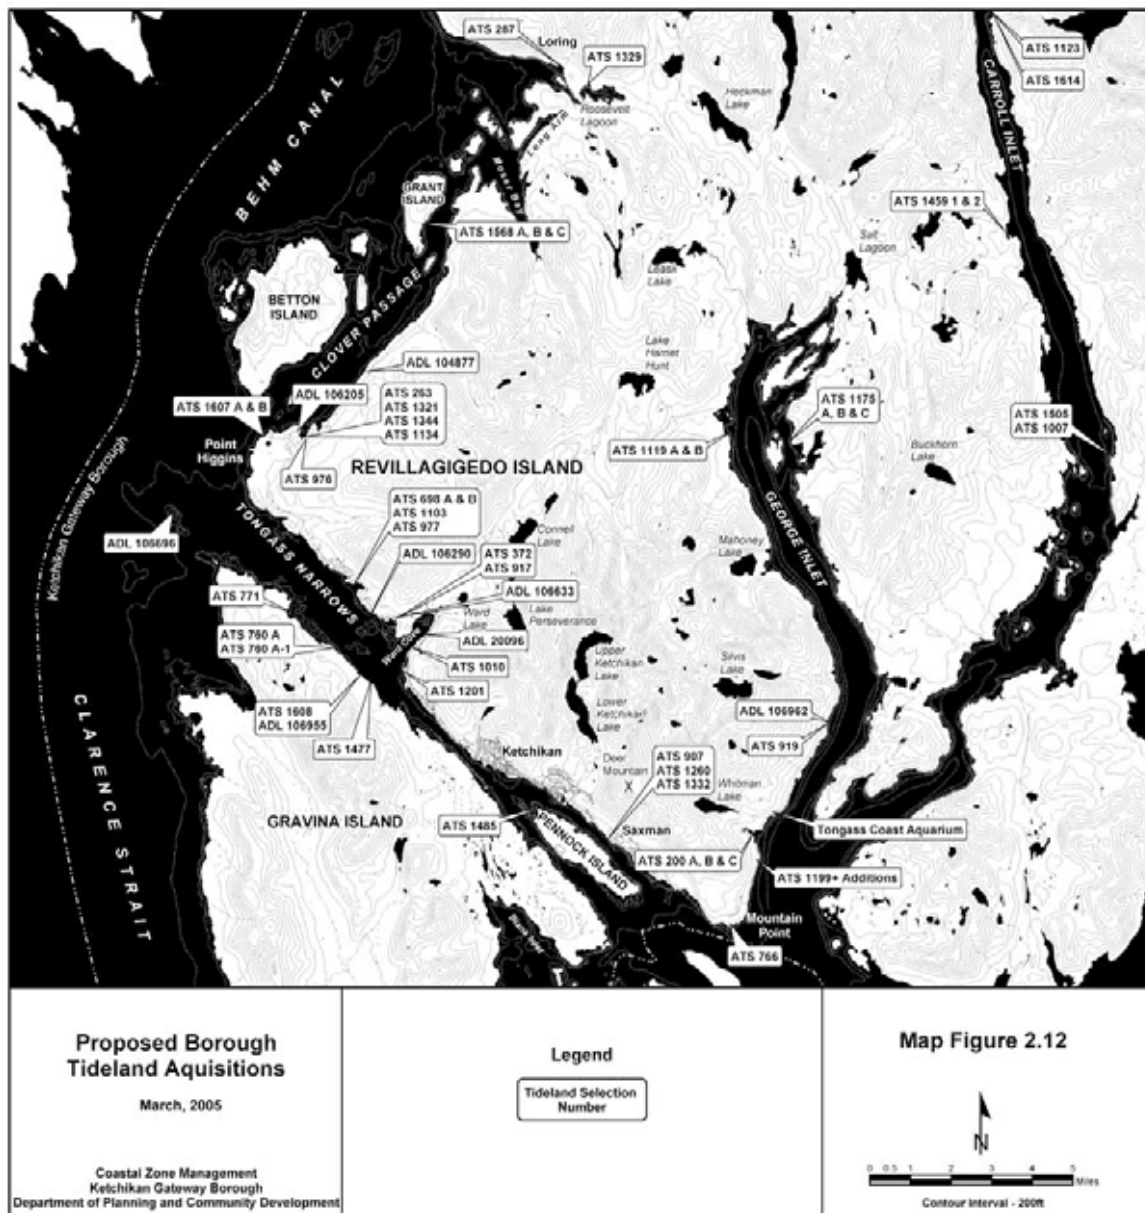 ATS 287
Loring
ATS 1329
Roosevelt
Lagoon
Heckman
Lake
CARROLL INLET
ATS 1123
ATS 1614
BEHM CANAL
Long Arm
GRANT
ISLAND
ATS 1568 A, B & C
ATS 1459 1 & 2
Salt
Lagoon
Leask
Lake
BETTON
ISLAND
CLOVER PASSAGE
Lake
Harriet
Hunt
ADL 104877
ADL 106205
ATS 263
ATS 1321
ATS 1344
ATS 1134
ATS 1607 A & B
Point
Higgins
ATS 976
REVILLAGIGEDO ISLAND
ATS 1175
A, B & C
ATS 1119 A & B
ATS 1505
ATS 1007
Buckhorn
Lake
Ketchikan Gateway Borough
ATS 698 A & B
ATS 1103
ATS 977
Connell
Lake
GEORGE INLET
TONGASS NARROWS
ADL 106696
ADL 106290
ATS 372
ATS 917
Mahoney
Lake
ADL 106633
ATS 771
Ward
Lake
Lake
Perseverance
ADL 20096
ATS 760 A
ATS 760 A-1
Ward Cove
ATS 1010
Upper
Ketchikan
Lake
Silvis
Lake
ATS 1201
CLARENCE STRAIT
ATS 1608
ADL 106955
Lower
Ketchikan
Lake
ADL 106962
ATS 919
ATS 1477
Ketchikan
Deer
Mountain
X
ATS 907
ATS 1260
ATS 1332
Whitman
Lake
GRAVINA ISLAND
ATS 1485
PENNOCK ISLAND
Saxman
Tongass Coast Aquarium
ATS 200 A, B & C
ATS 1199+ Additions
Mountain
Point
ATS 766
Proposed Borough
Tideland Aquisitions
March, 2005
Coastal Zone Management
Ketchikan Gateway Borough
Department of Planning and Community Development
Legend
Tideland Selection
Number
Map Figure 2.12
N
0 0.5 1 2 3 4 5
Miles
Contour Interval - 200ft